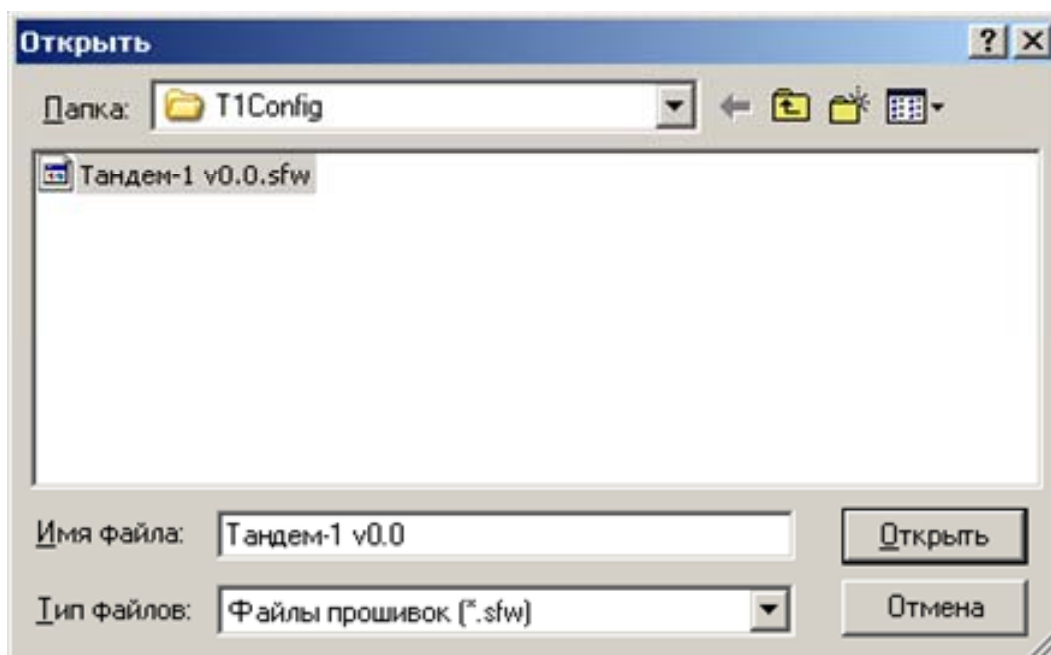 Открыть
Папка: T1Config
Тандем-1 v0.0.sfw
Имя файла: Тандем-1 v0.0 Открыть
Тип файлов: Файлы прошивок (*.sfw) Отмена